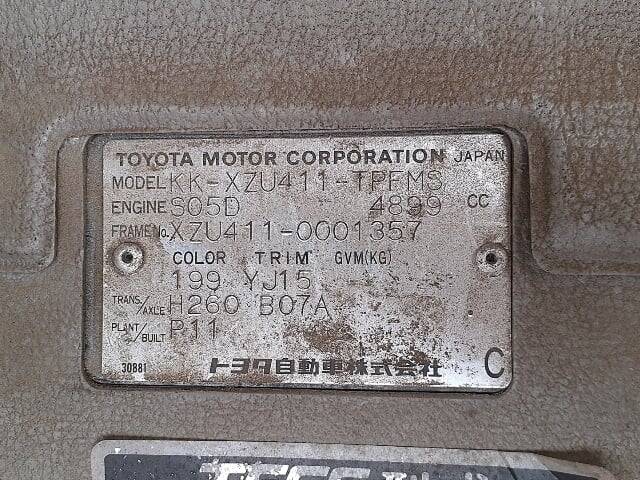 TOYOTA MOTOR CORPORATION JAPAN
MODEL KK-XZU411-TPFMS
ENGINE S05D 4899 CC
FRAME No. XZU411-0001357
COLOR TRIM GVM(KG)
199 YJ15
TRANS/AXLE H260 B07A
PLANT/BUILT P11
30881 トヨタ自動車株式会社 C